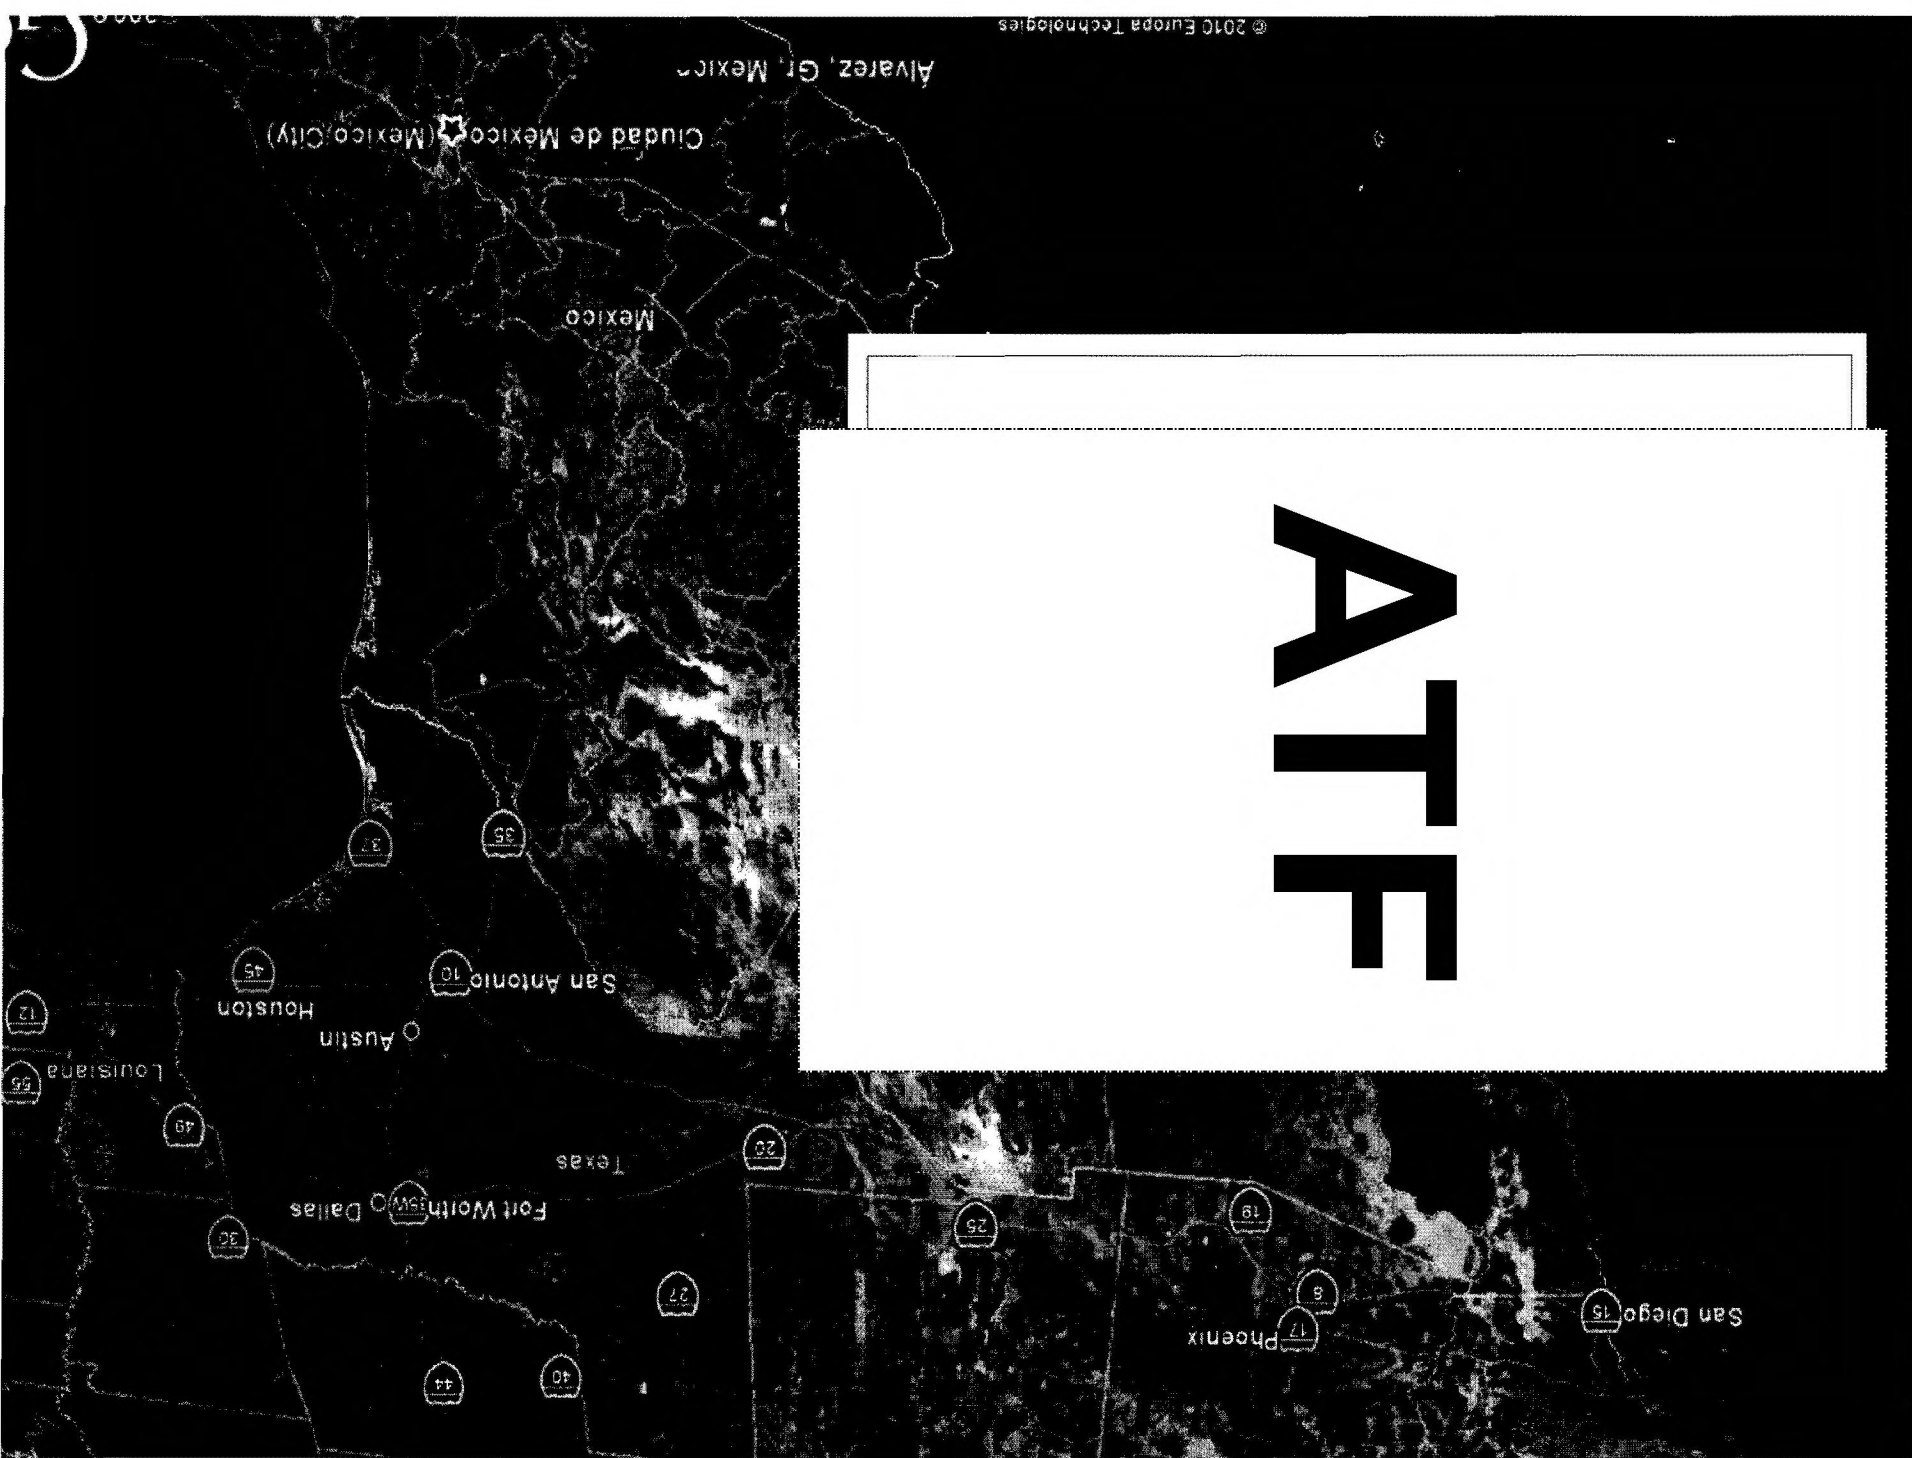 San Diego
15
Phoenix
17
8
19
25
40
44
27
30
Fort Worth
35W
Dallas
Texas
20
49
Louisiana
55
12
Austin
Houston
45
San Antonio
10
37
35
ATF
Mexico
Ciudad de México (Mexico City)
Álvarez, Gr, Mexic
© 2010 Europa Technologies